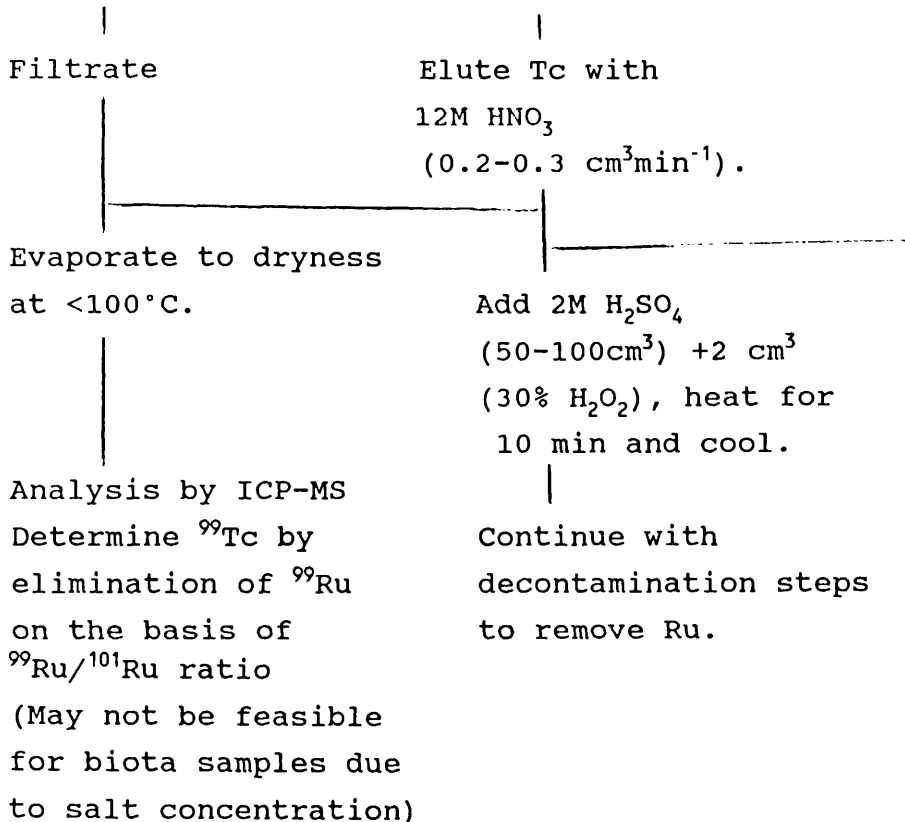 Filtrate
Evaporate to dryness
at <100°C.
Analysis by ICP-MS
Determine ⁹⁹Tc by
elimination of ⁹⁹Ru
on the basis of
⁹⁹Ru/¹⁰¹Ru ratio
(May not be feasible
for biota samples due
to salt concentration)
Elute Tc with
12M HNO₃
(0.2-0.3 cm³min⁻¹).
Add 2M H₂SO₄
(50-100cm³) +2 cm³
(30% H₂O₂), heat for
10 min and cool.
Continue with
decontamination steps
to remove Ru.